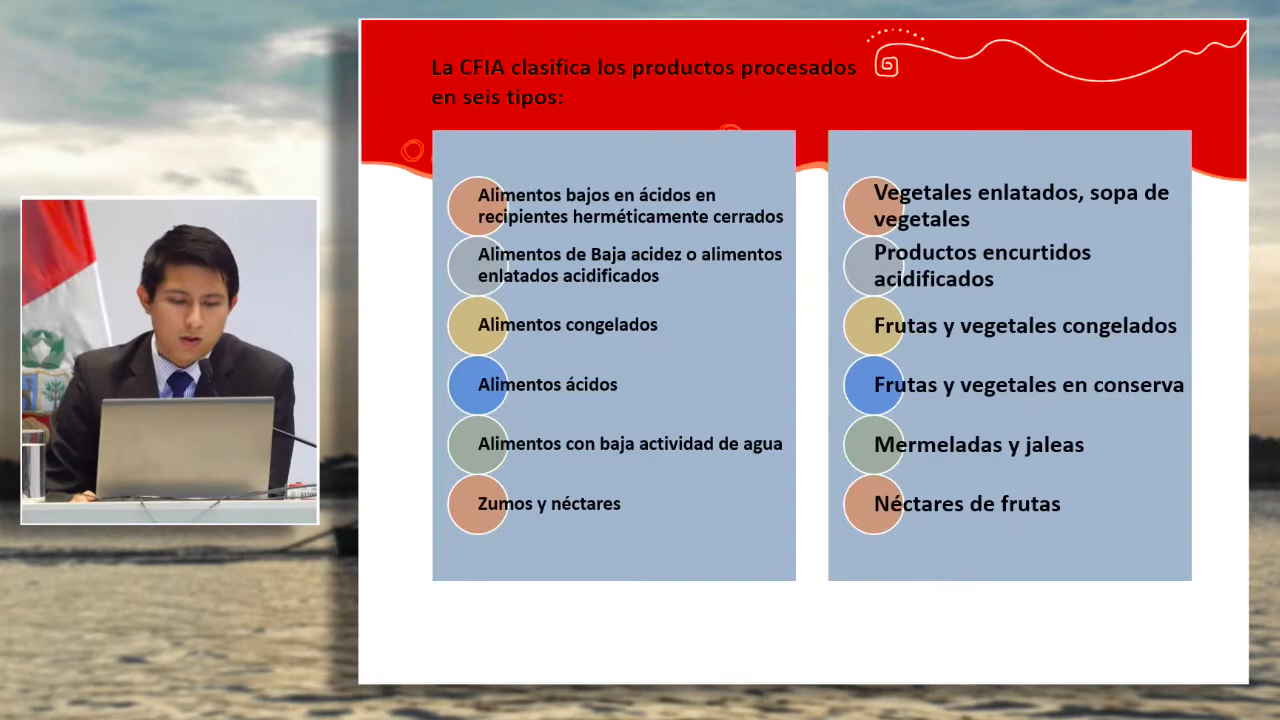 La CFIA clasifica los productos procesados
en seis tipos:
Alimentos bajos en ácidos en
recipientes herméticamente cerrados
Alimentos de Baja acidez o alimentos
enlatados acidificados
Alimentos congelados
Alimentos ácidos
Alimentos con baja actividad de agua
Zumos y néctares
Vegetales enlatados, sopa de
vegetales
Productos encurtidos
acidificados
Frutas y vegetales congelados
Frutas y vegetales en conserva
Mermeladas y jaleas
Néctares de frutas